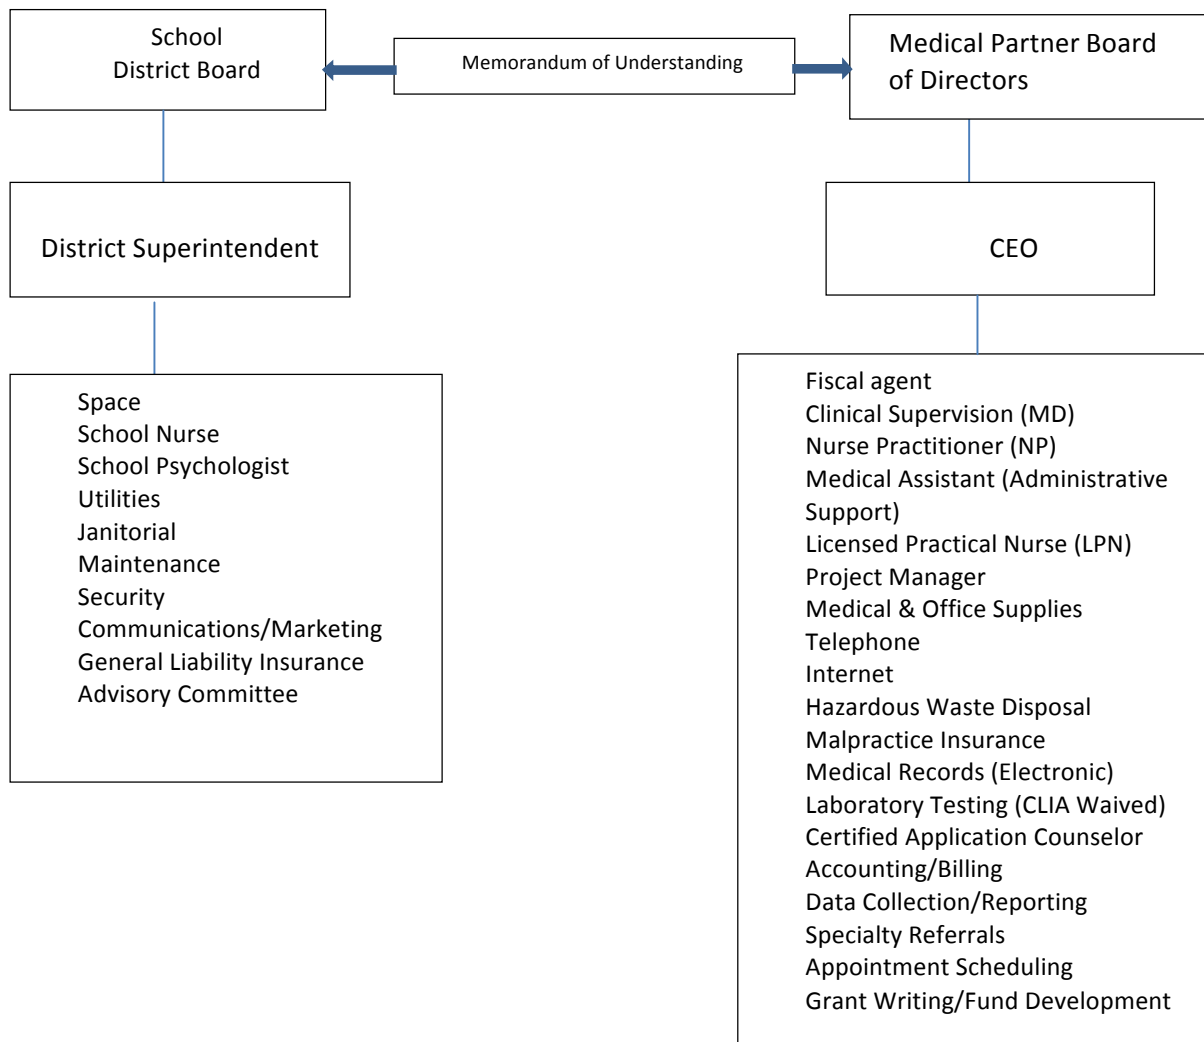 School
District Board
Memorandum of Understanding
Medical Partner Board
of Directors
District Superintendent
CEO
Space
School Nurse
School Psychologist
Utilities
Janitorial
Maintenance
Security
Communications/Marketing
General Liability Insurance
Advisory Committee
Fiscal agent
Clinical Supervision (MD)
Nurse Practitioner (NP)
Medical Assistant (Administrative
Support)
Licensed Practical Nurse (LPN)
Project Manager
Medical & Office Supplies
Telephone
Internet
Hazardous Waste Disposal
Malpractice Insurance
Medical Records (Electronic)
Laboratory Testing (CLIA Waived)
Certified Application Counselor
Accounting/Billing
Data Collection/Reporting
Specialty Referrals
Appointment Scheduling
Grant Writing/Fund Development